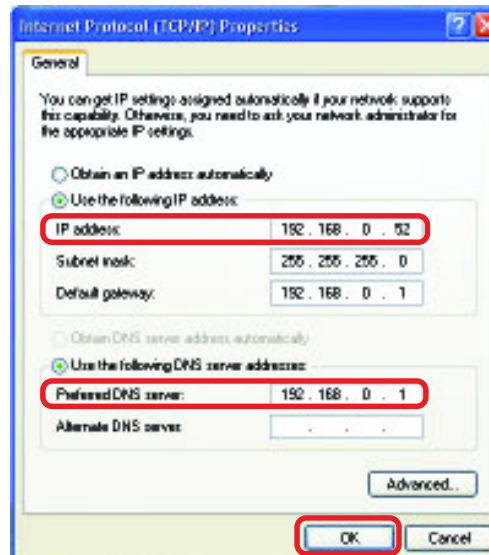 Internet Protocol (TCP/IP) Properties
General
You can get IP settings assigned automatically if your network supports
this capability. Otherwise, you need to ask your network administrator for
the appropriate IP settings.
Obtain an IP address automatically
Use the following IP address:
IP address: 192 . 168 . 0 . 52
Subnet mask: 255 . 255 . 255 . 0
Default gateway: 192 . 168 . 0 . 1
Obtain DNS server address automatically
Use the following DNS server addresses:
Preferred DNS server: 192 . 168 . 0 . 1
Alternate DNS server: . . .
Advanced...
OK Cancel